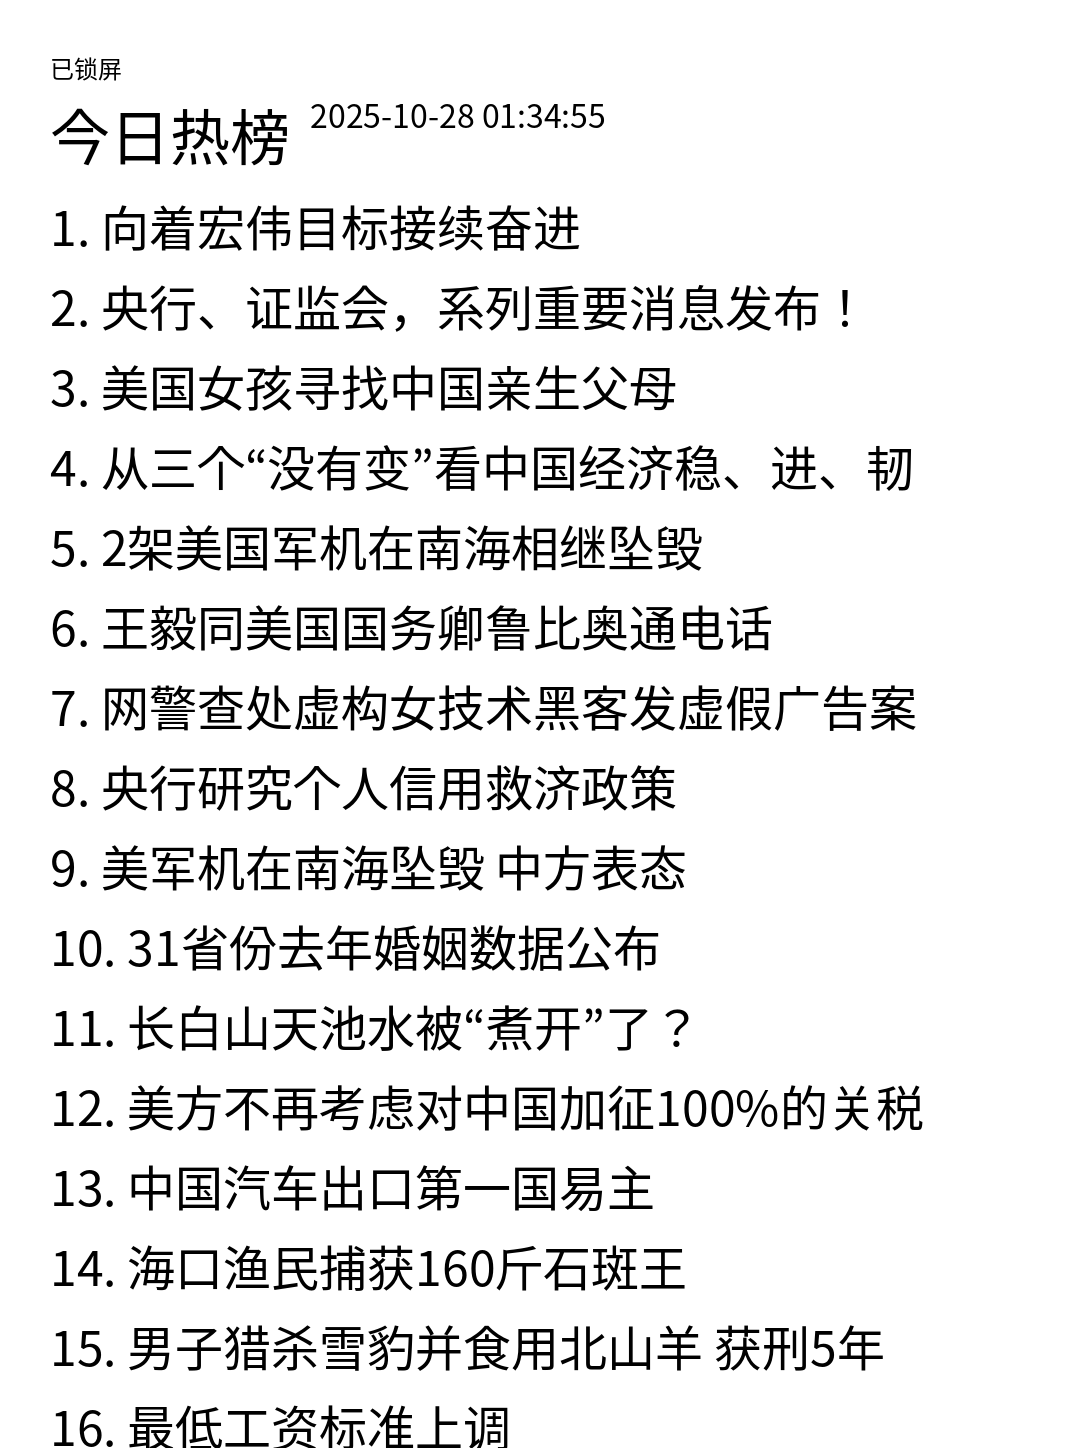 已锁屏
今日热榜 2025-10-28 01:34:55
1. 向着宏伟目标接续奋进
2. 央行、证监会，系列重要消息发布！
3. 美国女孩寻找中国亲生父母
4. 从三个“没有变”看中国经济稳、进、韧
5. 2架美国军机在南海相继坠毁
6. 王毅同美国国务卿鲁比奥通电话
7. 网警查处虚构女技术黑客发虚假广告案
8. 央行研究个人信用救济政策
9. 美军机在南海坠毁 中方表态
10. 31省份去年婚姻数据公布
11. 长白山天池水被“煮开”了？
12. 美方不再考虑对中国加征100%的关税
13. 中国汽车出口第一国易主
14. 海口渔民捕获160斤石斑王
15. 男子猎杀雪豹并食用北山羊 获刑5年
16. 最低工资标准上调